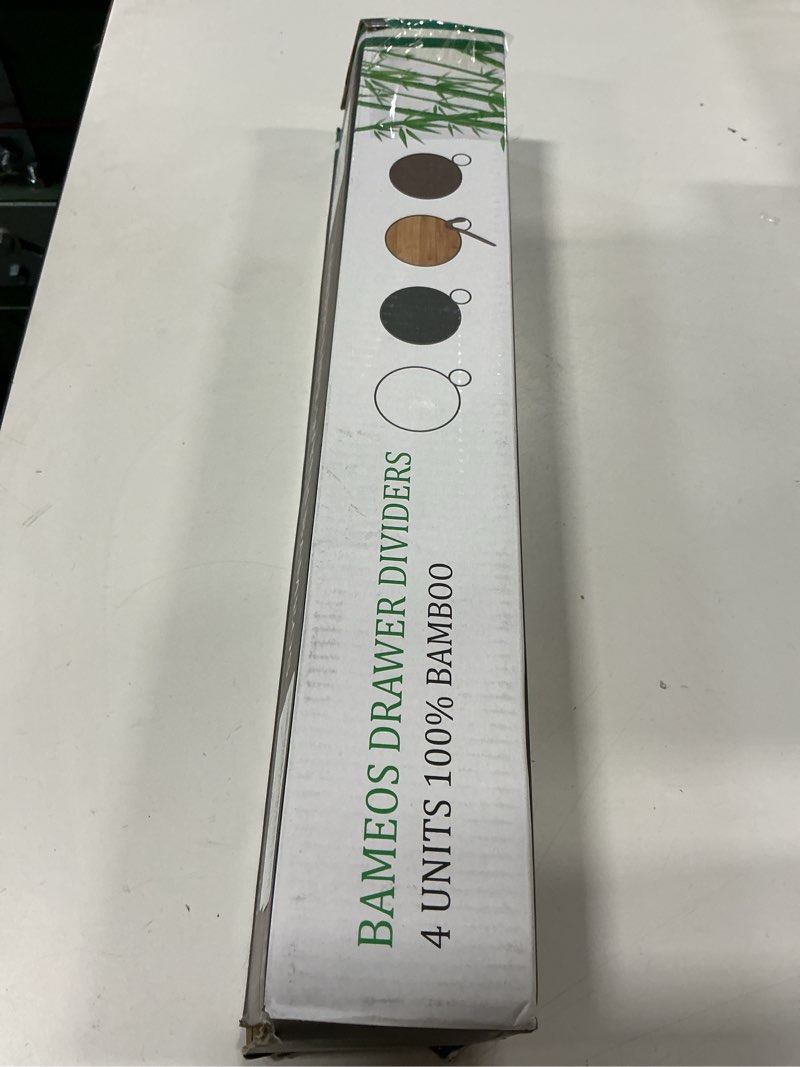 BAMEOS DRAWER DIVIDERS
4 UNITS 100% BAMBOO